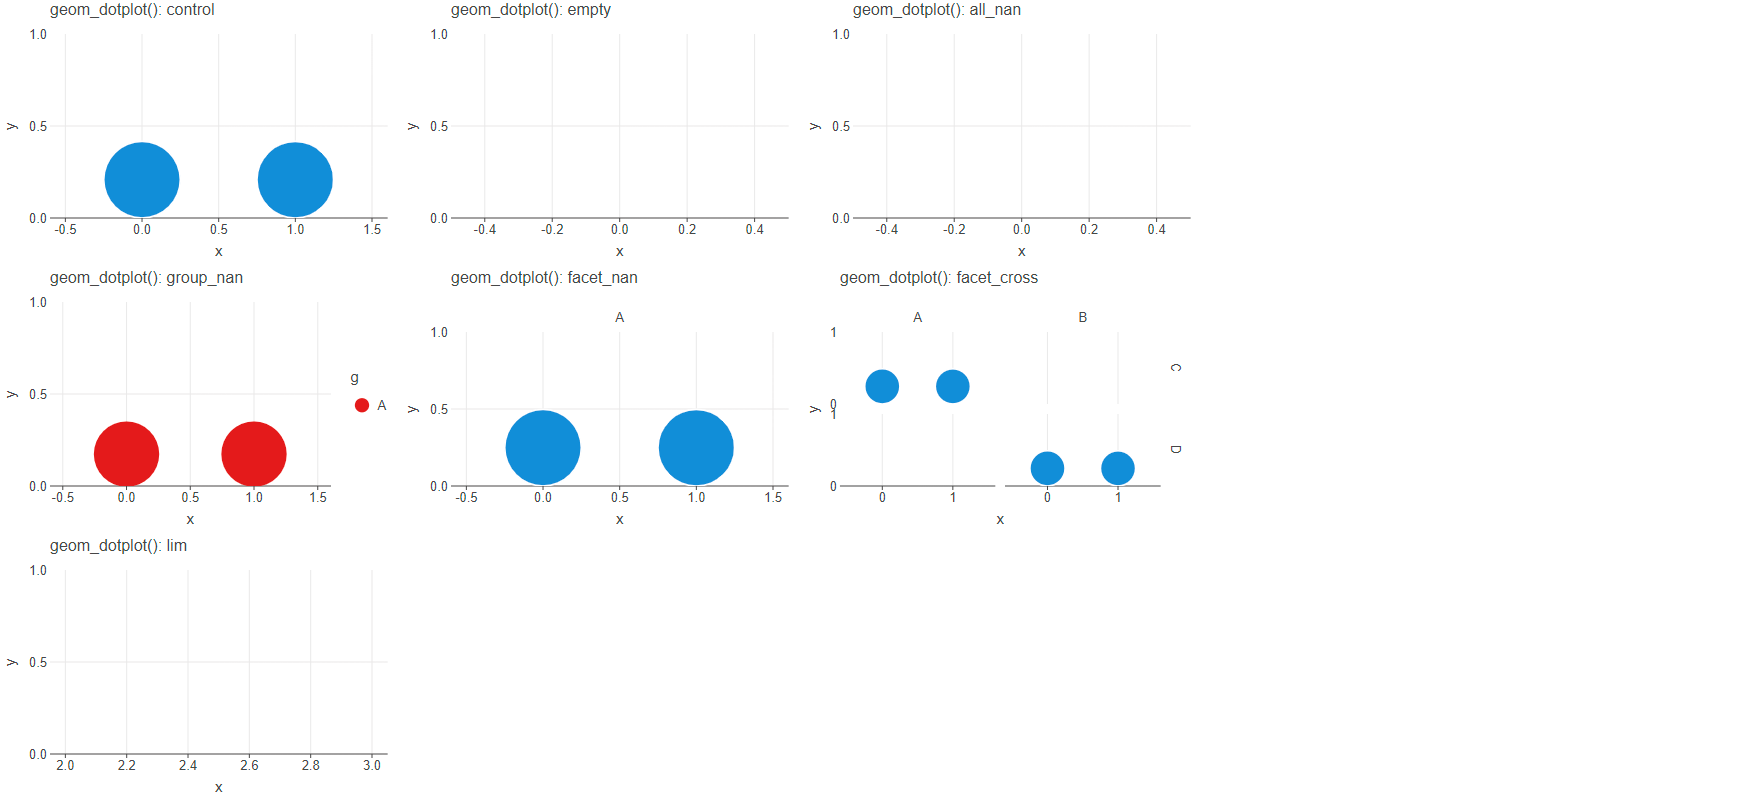 geom_dotplot(): control
1.0
0.5
0.0
y
-0.5 0.0 0.5 1.0 1.5
x
geom_dotplot(): empty
1.0
0.5
0.0
y
-0.4 -0.2 0.0 0.2 0.4
x
geom_dotplot(): all_nan
1.0
0.5
0.0
y
-0.4 -0.2 0.0 0.2 0.4
x
geom_dotplot(): group_nan
1.0
0.5
0.0
y
-0.5 0.0 0.5 1.0 1.5
x
g
A
geom_dotplot(): facet_nan
A
1.0
0.5
0.0
y
-0.5 0.0 0.5 1.0 1.5
x
geom_dotplot(): facet_cross
A B
1
0
C
y
1
0
D
0 1 0 1
x
geom_dotplot(): lim
1.0
0.5
0.0
y
2.0 2.2 2.4 2.6 2.8 3.0
x